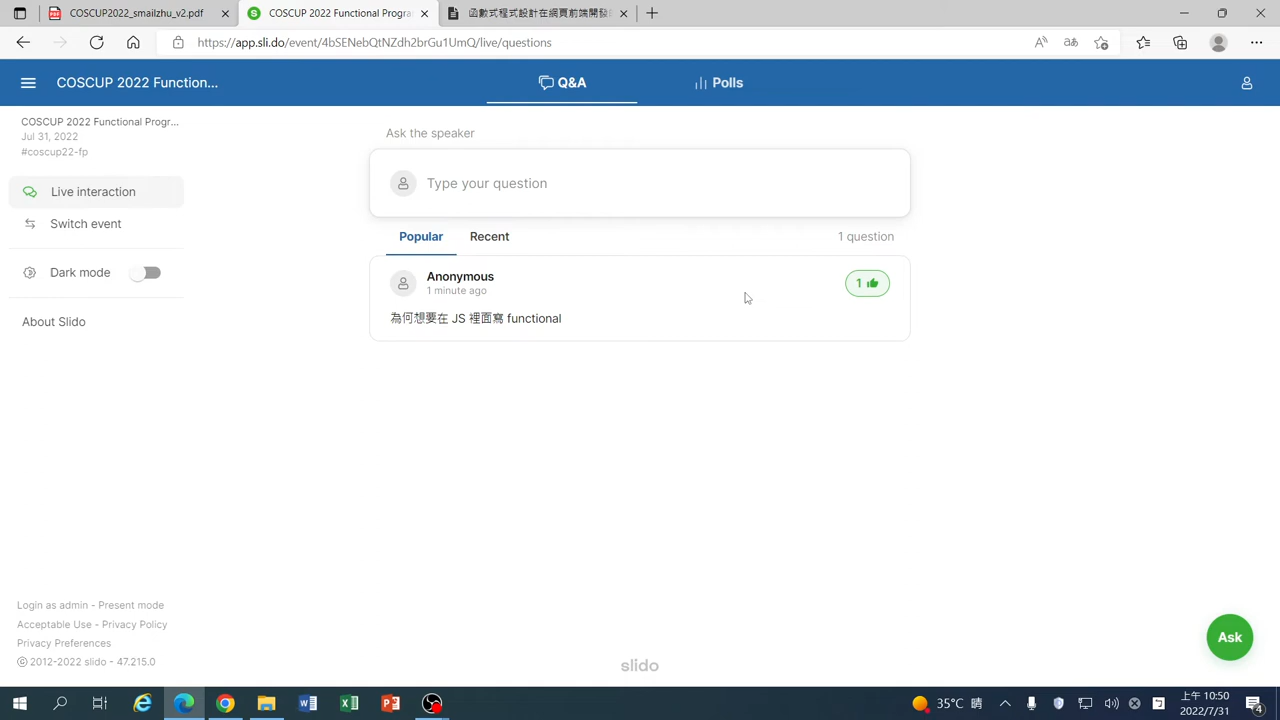 COSCUP2022_smailzhu_v2.pdf
COSCUP 2022 Functional Progra
函數式程式設計在網頁前端開發
https://app.sli.do/event/4bSENebQtNZdh2brGu1UmQ/live/questions
COSCUP 2022 Function...
Q&A
Polls
COSCUP 2022 Functional Progr...
Jul 31, 2022
#coscup22-fp
Live interaction
Switch event
Dark mode
About Slido
Ask the speaker
Type your question
Popular
Recent
1 question
Anonymous
1 minute ago
1
為何想要在 JS 裡面寫 functional
Login as admin - Present mode
Acceptable Use - Privacy Policy
Privacy Preferences
© 2012-2022 slido - 47.215.0
slido
Ask
35°C 晴
上午 10:50
2022/7/31
4